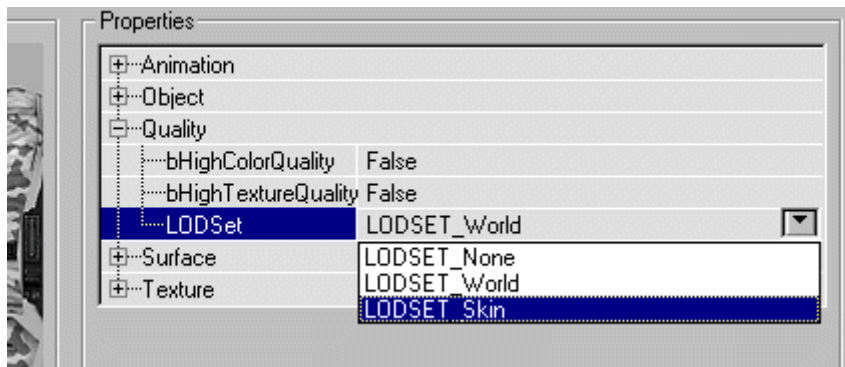 Properties
Animation
Object
Quality
bHighColorQuality False
bHighTextureQuality False
LODSet LODSET_World
Surface LODSET_None
LODSET_World
Texture
LODSET_Skin